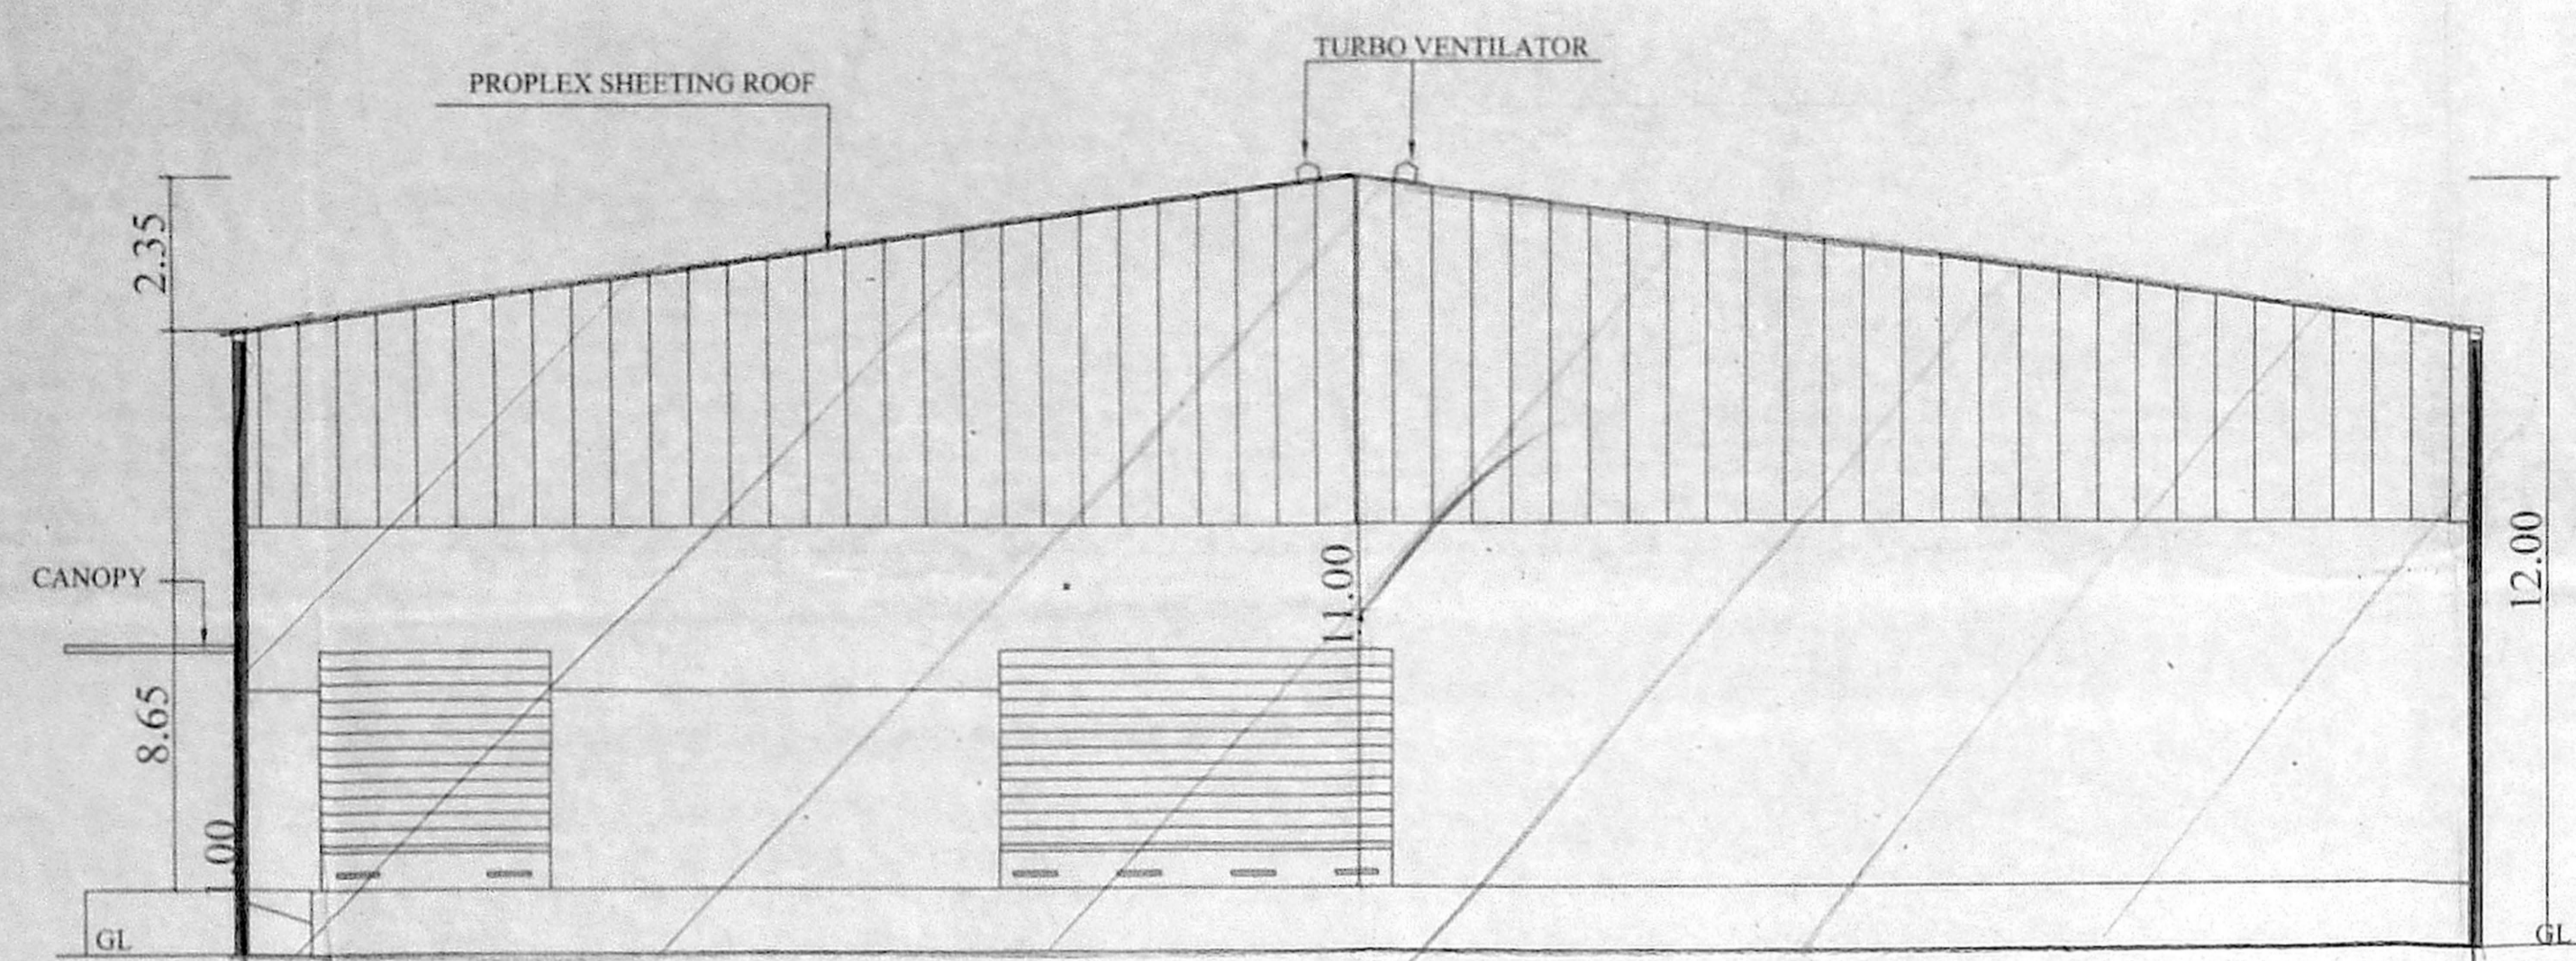 TURBO VENTILATOR
PROPLEX SHEETING ROOF
2.35
CANOPY
11.00
12.00
8.65
1.00
GL
GL